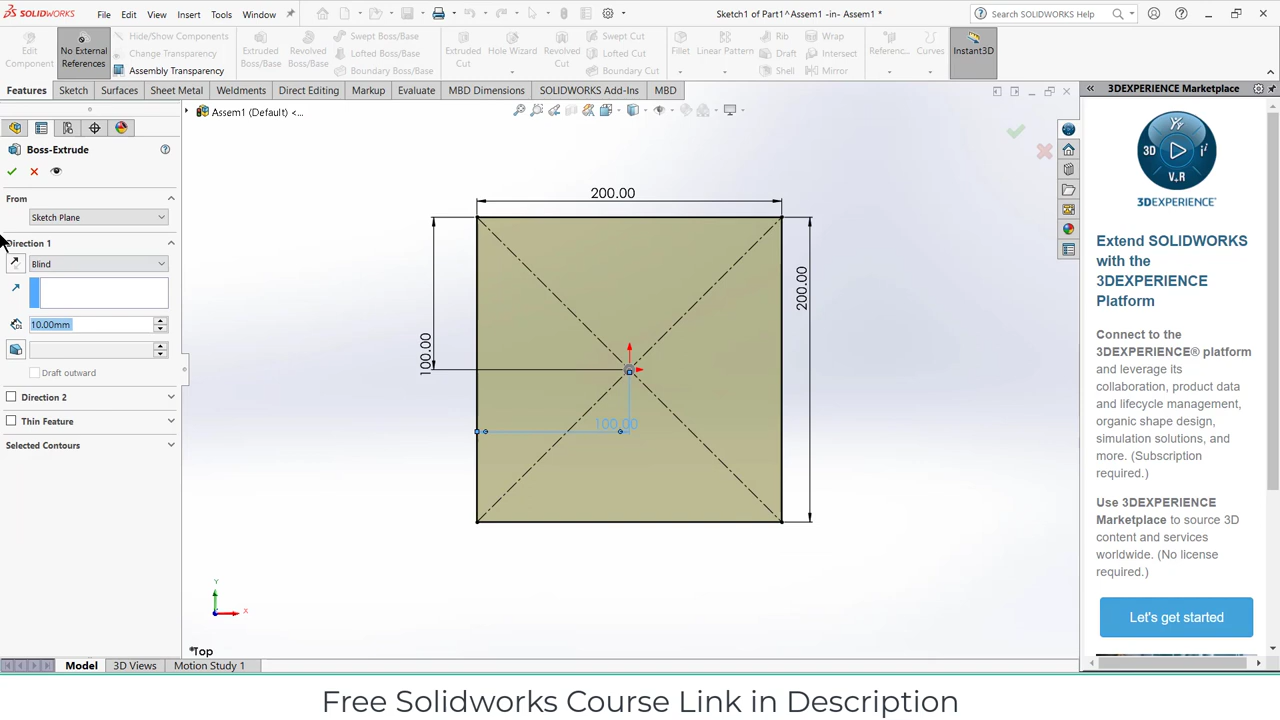 SOLIDWORKS File Edit View Insert Tools Window Sketch1 of Part1^Assem1 -in- Assem1 * Search SOLIDWORKS Help
Edit Component
No External References
Hide/Show Components
Change Transparency
Assembly Transparency
Extruded Boss/Base
Revolved Boss/Base
Swept Boss/Base
Lofted Boss/Base
Boundary Boss/Base
Extruded Cut
Hole Wizard
Revolved Cut
Swept Cut
Lofted Cut
Boundary Cut
Fillet
Linear Pattern
Rib
Draft
Shell
Wrap
Intersect
Mirror
Referenc...
Curves
Instant3D
Features Sketch Surfaces Sheet Metal Weldments Direct Editing Markup Evaluate MBD Dimensions SOLIDWORKS Add-Ins MBD
Assem1 (Default) <...
Boss-Extrude
From
Sketch Plane
Direction 1
Blind
10.00mm
Draft outward
Direction 2
Thin Feature
Selected Contours
200.00
200.00
100.00
100.00
Y
X
*Top
Model 3D Views Motion Study 1
3DEXPERIENCE Marketplace
3D
V,R
3DEXPERIENCE
Extend SOLIDWORKS
with the
3DEXPERIENCE
Platform
Connect to the
3DEXPERIENCE® platform
and leverage its
collaboration, product data
and lifecycle management,
organic shape design,
simulation solutions, and
more. (Subscription
required.)
Use 3DEXPERIENCE
Marketplace to source 3D
content and services
worldwide. (No license
required.)
Let's get started
Free Solidworks Course Link in Description